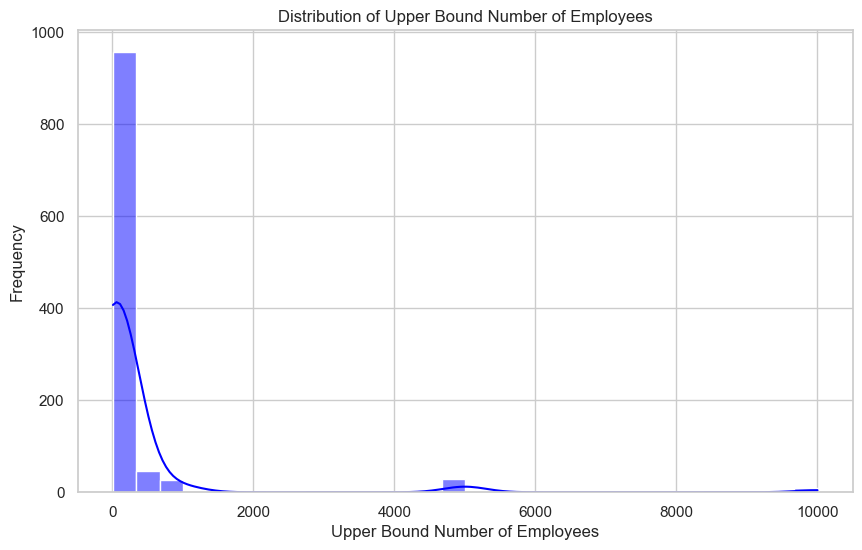 Distribution of Upper Bound Number of Employees
1000
800
600
400
200
0
Frequency
0 2000 4000 6000 8000 10000
Upper Bound Number of Employees